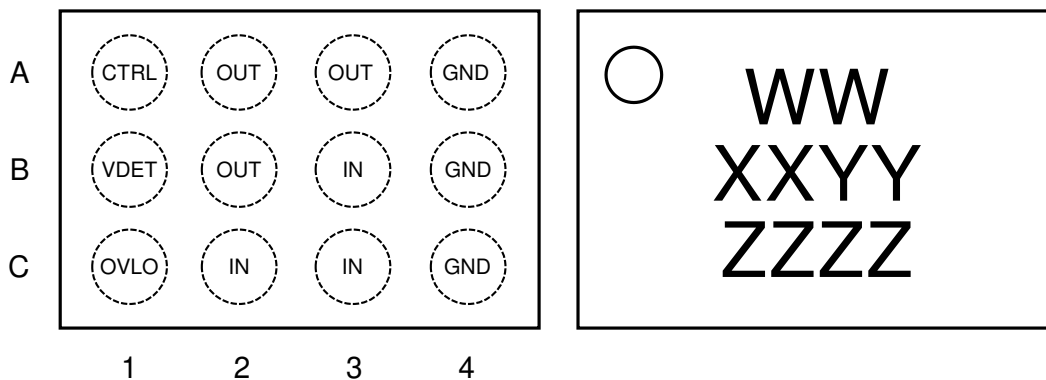 A CTRL OUT OUT GND
B VDET OUT IN GND
C OVLO IN IN GND
1 2 3 4
WW
XXYY
ZZZZ